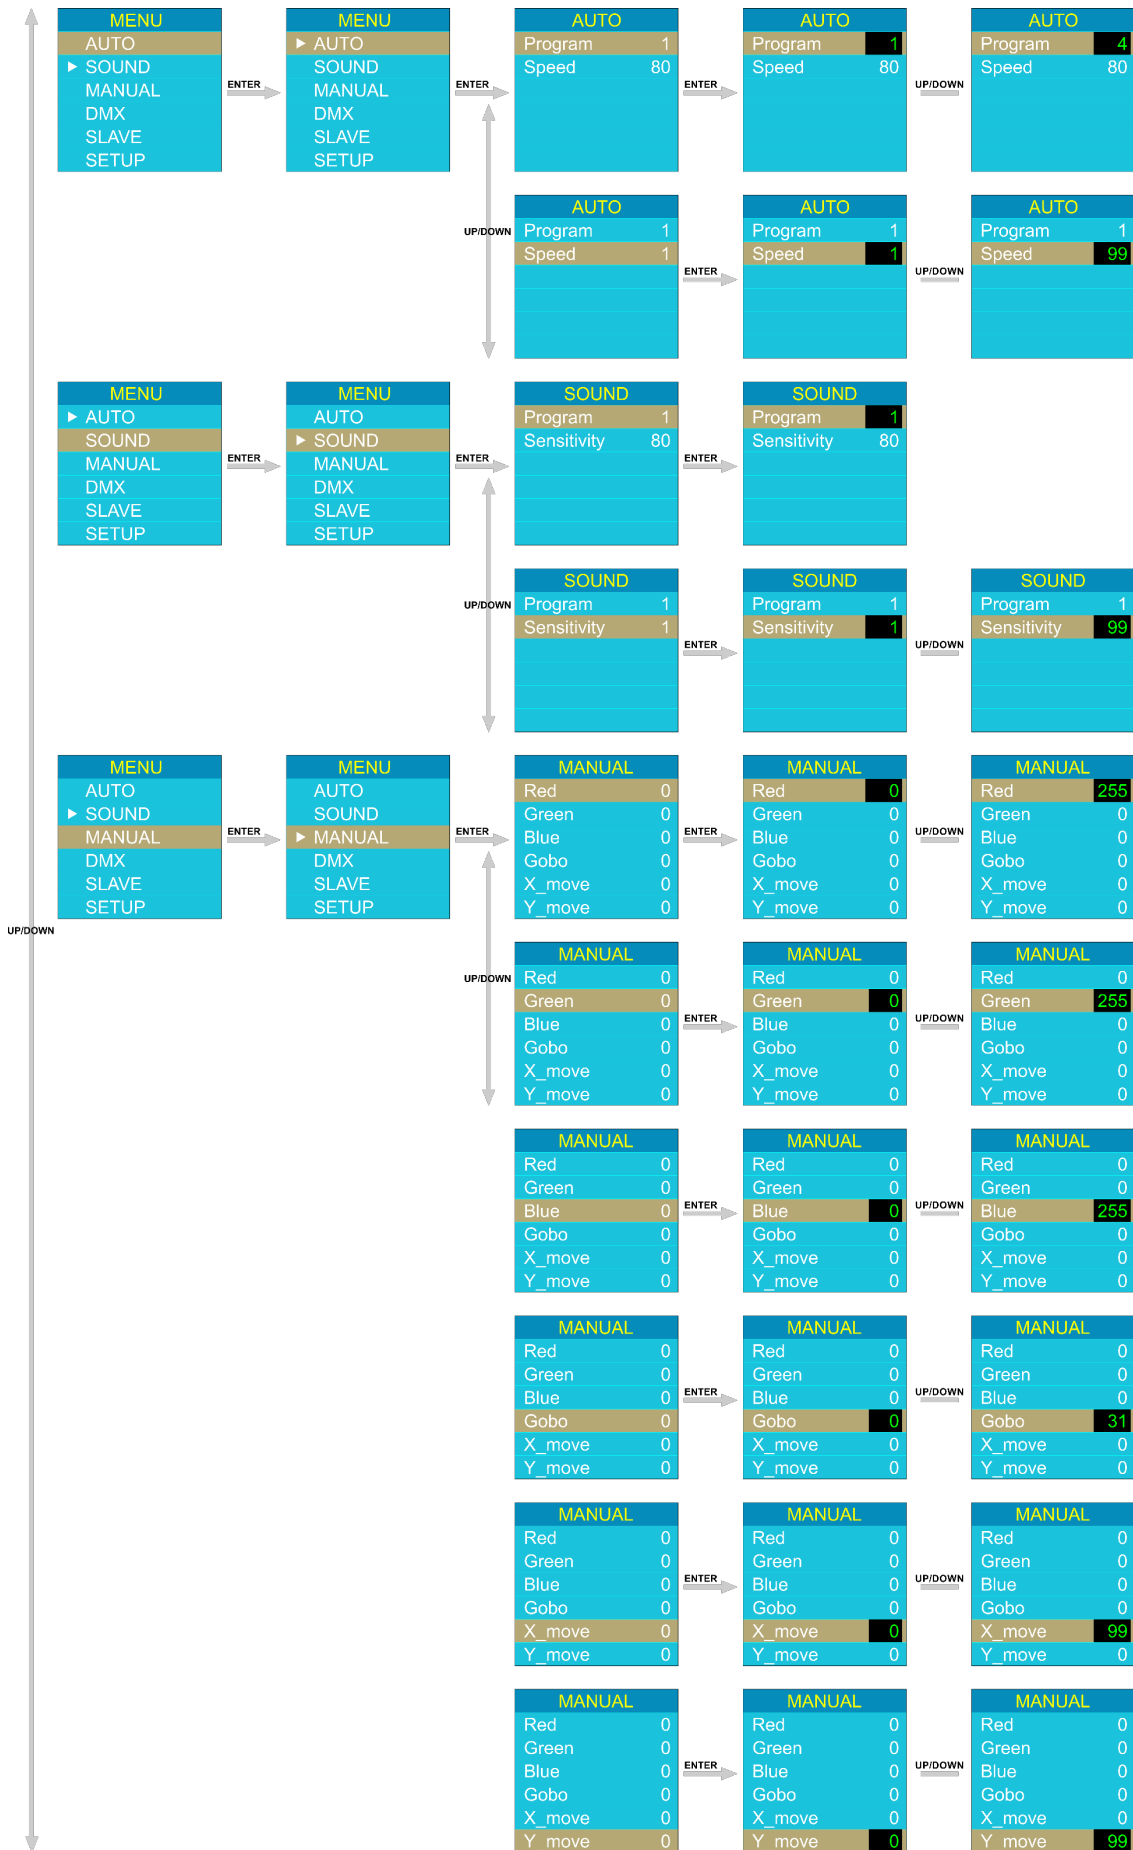 MENU
AUTO
▶ SOUND
MANUAL
DMX
SLAVE
SETUP
ENTER
MENU
▶ AUTO
SOUND
MANUAL
DMX
SLAVE
SETUP
ENTER
AUTO
Program 1
Speed 80
ENTER
AUTO
Program 1
Speed 80
UP/DOWN
AUTO
Program 4
Speed 80
UP/DOWN
AUTO
Program 1
Speed 1
ENTER
AUTO
Program 1
Speed 1
UP/DOWN
AUTO
Program 1
Speed 99
MENU
▶ AUTO
SOUND
MANUAL
DMX
SLAVE
SETUP
ENTER
MENU
AUTO
▶ SOUND
MANUAL
DMX
SLAVE
SETUP
ENTER
SOUND
Program 1
Sensitivity 80
ENTER
SOUND
Program 1
Sensitivity 80
UP/DOWN
SOUND
Program 1
Sensitivity 1
ENTER
SOUND
Program 1
Sensitivity 1
UP/DOWN
SOUND
Program 1
Sensitivity 99
MENU
AUTO
▶ SOUND
MANUAL
DMX
SLAVE
SETUP
ENTER
MENU
AUTO
SOUND
▶ MANUAL
DMX
SLAVE
SETUP
ENTER
MANUAL
Red 0
Green 0
Blue 0
Gobo 0
X_move 0
Y_move 0
ENTER
MANUAL
Red 0
Green 0
Blue 0
Gobo 0
X_move 0
Y_move 0
UP/DOWN
MANUAL
Red 255
Green 0
Blue 0
Gobo 0
X_move 0
Y_move 0
UP/DOWN
UP/DOWN
MANUAL
Red 0
Green 0
Blue 0
Gobo 0
X_move 0
Y_move 0
ENTER
MANUAL
Red 0
Green 0
Blue 0
Gobo 0
X_move 0
Y_move 0
UP/DOWN
MANUAL
Red 0
Green 255
Blue 0
Gobo 0
X_move 0
Y_move 0
MANUAL
Red 0
Green 0
Blue 0
Gobo 0
X_move 0
Y_move 0
ENTER
MANUAL
Red 0
Green 0
Blue 0
Gobo 0
X_move 0
Y_move 0
UP/DOWN
MANUAL
Red 0
Green 0
Blue 255
Gobo 0
X_move 0
Y_move 0
MANUAL
Red 0
Green 0
Blue 0
Gobo 0
X_move 0
Y_move 0
ENTER
MANUAL
Red 0
Green 0
Blue 0
Gobo 0
X_move 0
Y_move 0
UP/DOWN
MANUAL
Red 0
Green 0
Blue 0
Gobo 31
X_move 0
Y_move 0
MANUAL
Red 0
Green 0
Blue 0
Gobo 0
X_move 0
Y_move 0
ENTER
MANUAL
Red 0
Green 0
Blue 0
Gobo 0
X_move 0
Y_move 0
UP/DOWN
MANUAL
Red 0
Green 0
Blue 0
Gobo 0
X_move 99
Y_move 0
MANUAL
Red 0
Green 0
Blue 0
Gobo 0
X_move 0
Y_move 0
ENTER
MANUAL
Red 0
Green 0
Blue 0
Gobo 0
X_move 0
Y_move 0
UP/DOWN
MANUAL
Red 0
Green 0
Blue 0
Gobo 0
X_move 0
Y_move 99